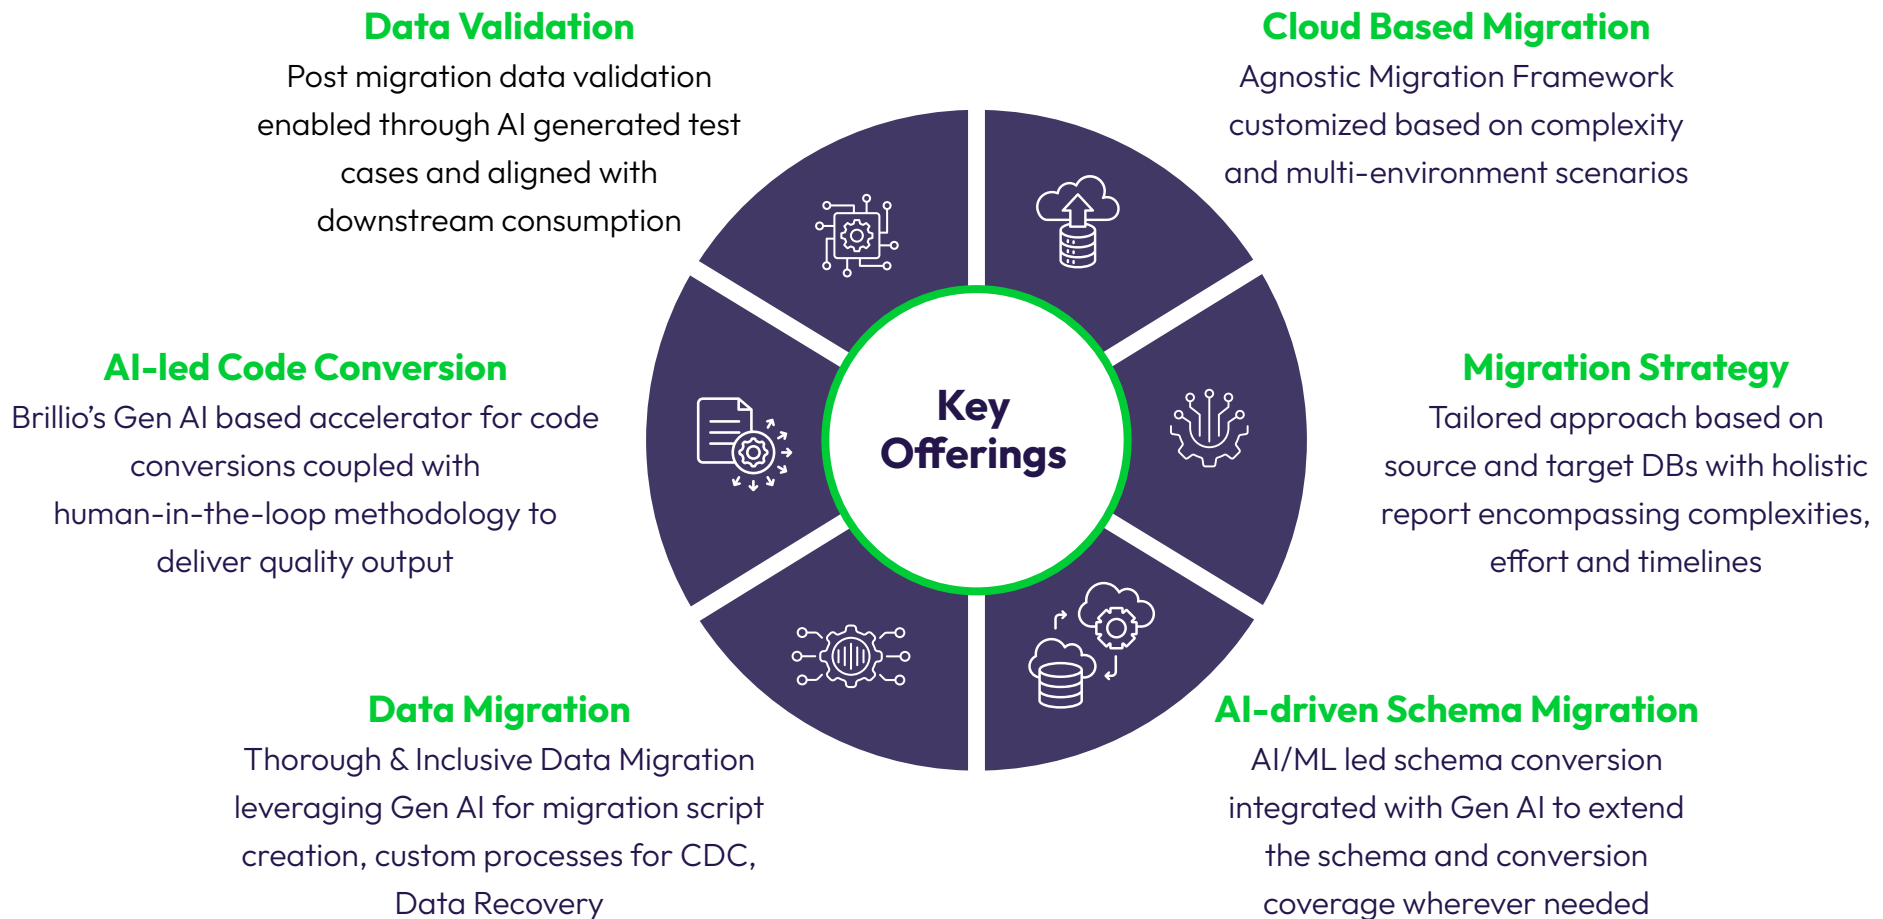 Data Validation
Post migration data validation
enabled through AI generated test
cases and aligned with
downstream consumption
Cloud Based Migration
Agnostic Migration Framework
customized based on complexity
and multi-environment scenarios
AI-led Code Conversion
Brillio’s Gen AI based accelerator for code
conversions coupled with
human-in-the-loop methodology to
deliver quality output
Key
Offerings
Migration Strategy
Tailored approach based on
source and target DBs with holistic
report encompassing complexities,
effort and timelines
Data Migration
Thorough & Inclusive Data Migration
leveraging Gen AI for migration script
creation, custom processes for CDC,
Data Recovery
AI-driven Schema Migration
AI/ML led schema conversion
integrated with Gen AI to extend
the schema and conversion
coverage wherever needed